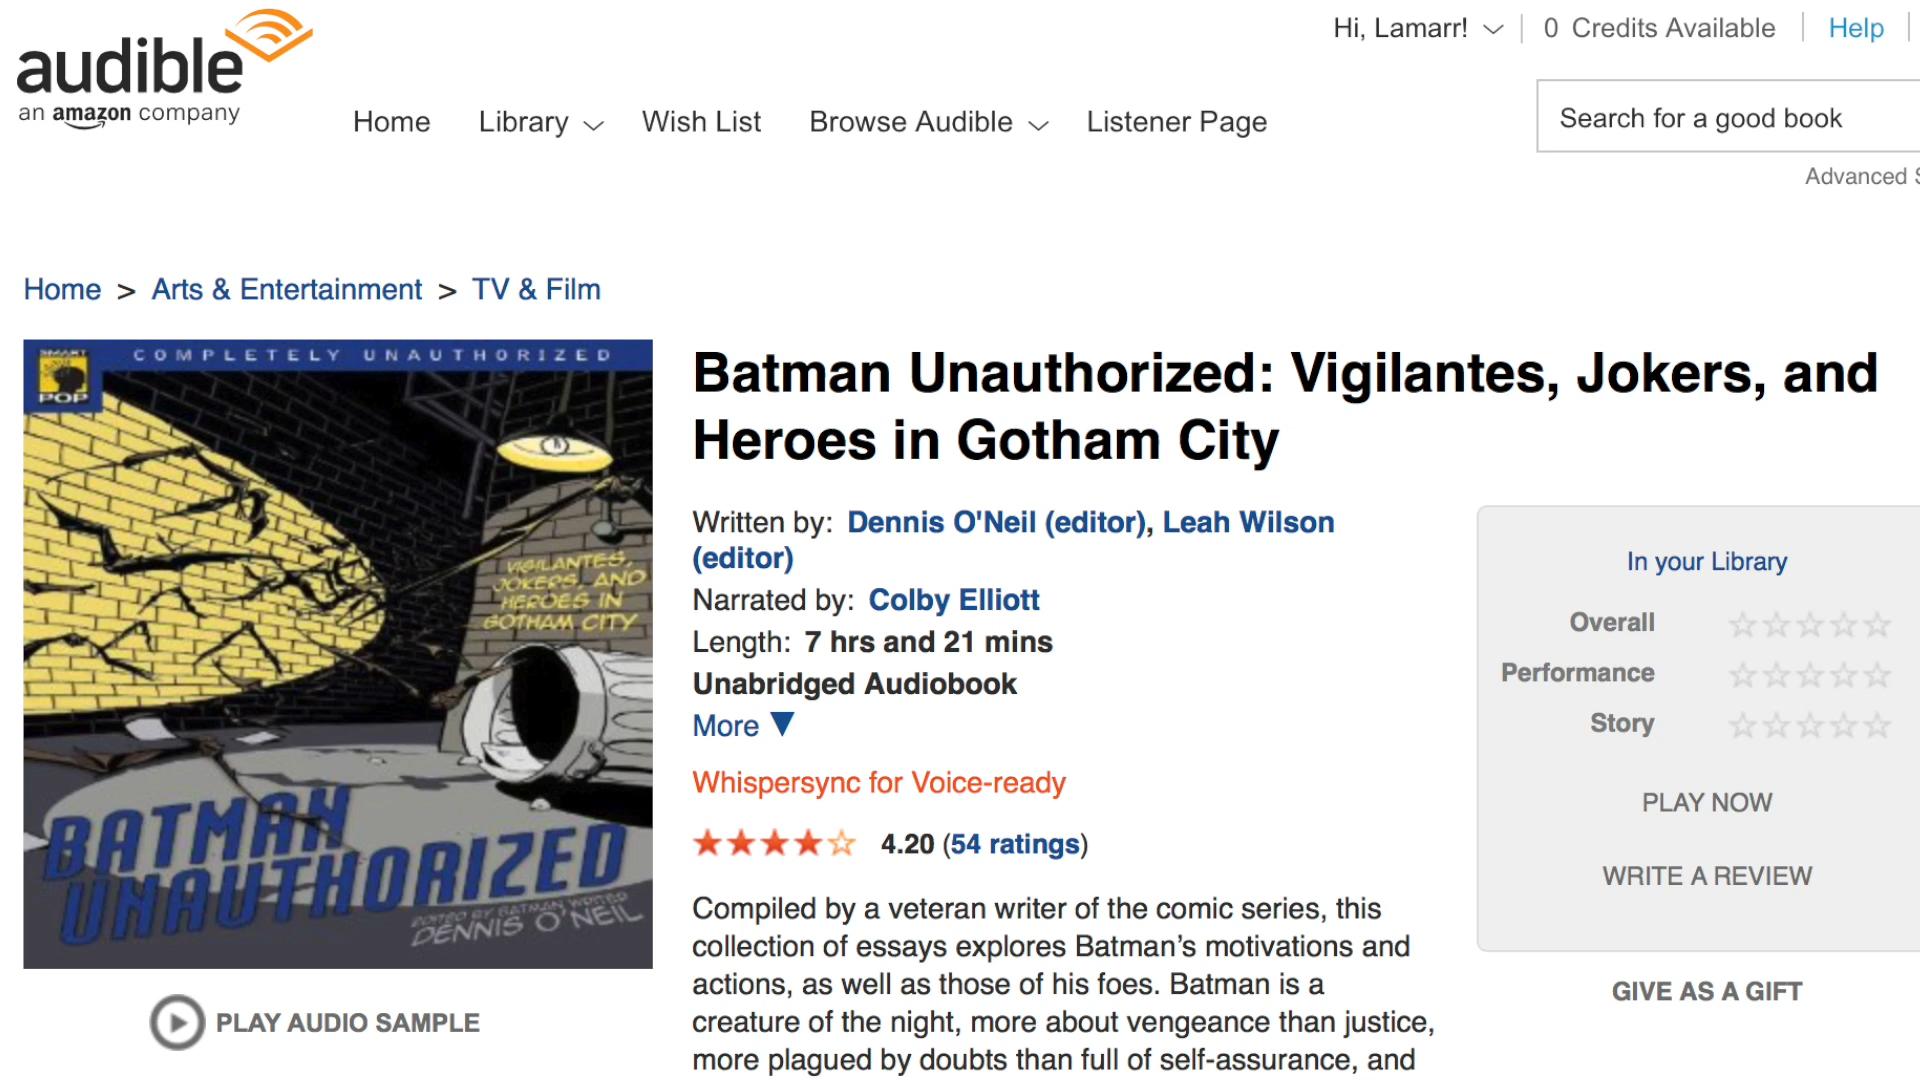 audible
an amazon company
Hi, Lamarr!
0 Credits Available
Help
Home
Library
Wish List
Browse Audible
Listener Page
Search for a good book
Advanced S
Home > Arts & Entertainment > TV & Film
SMART
POP
COMPLETELY UNAUTHORIZED
VIGILANTES,
JOKERS, AND
HEROES IN
GOTHAM CITY
BATMAN
UNAUTHORIZED
EDITED BY BATMAN WRITER
DENNIS O'NEIL
PLAY AUDIO SAMPLE
Batman Unauthorized: Vigilantes, Jokers, and
Heroes in Gotham City
Written by: Dennis O'Neil (editor), Leah Wilson
(editor)
Narrated by: Colby Elliott
Length: 7 hrs and 21 mins
Unabridged Audiobook
More ▼
Whispersync for Voice-ready
4.20 (54 ratings)
Compiled by a veteran writer of the comic series, this
collection of essays explores Batman’s motivations and
actions, as well as those of his foes. Batman is a
creature of the night, more about vengeance than justice,
more plagued by doubts than full of self-assurance, and
In your Library
Overall
Performance
Story
PLAY NOW
WRITE A REVIEW
GIVE AS A GIFT